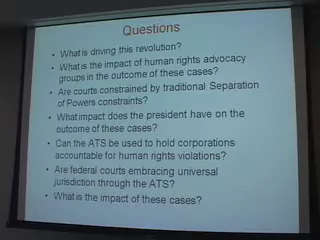 Questions
• What is driving this revolution?
• What is the impact of human rights advocacy
groups in the outcome of these cases?
• Are courts constrained by traditional Separation
of Powers constraints?
• What impact does the president have on the
outcome of these cases?
• Can the ATS be used to hold corporations
accountable for human rights violations?
• Are federal courts embracing universal
jurisdiction through the ATS?
• What is the impact of these cases?